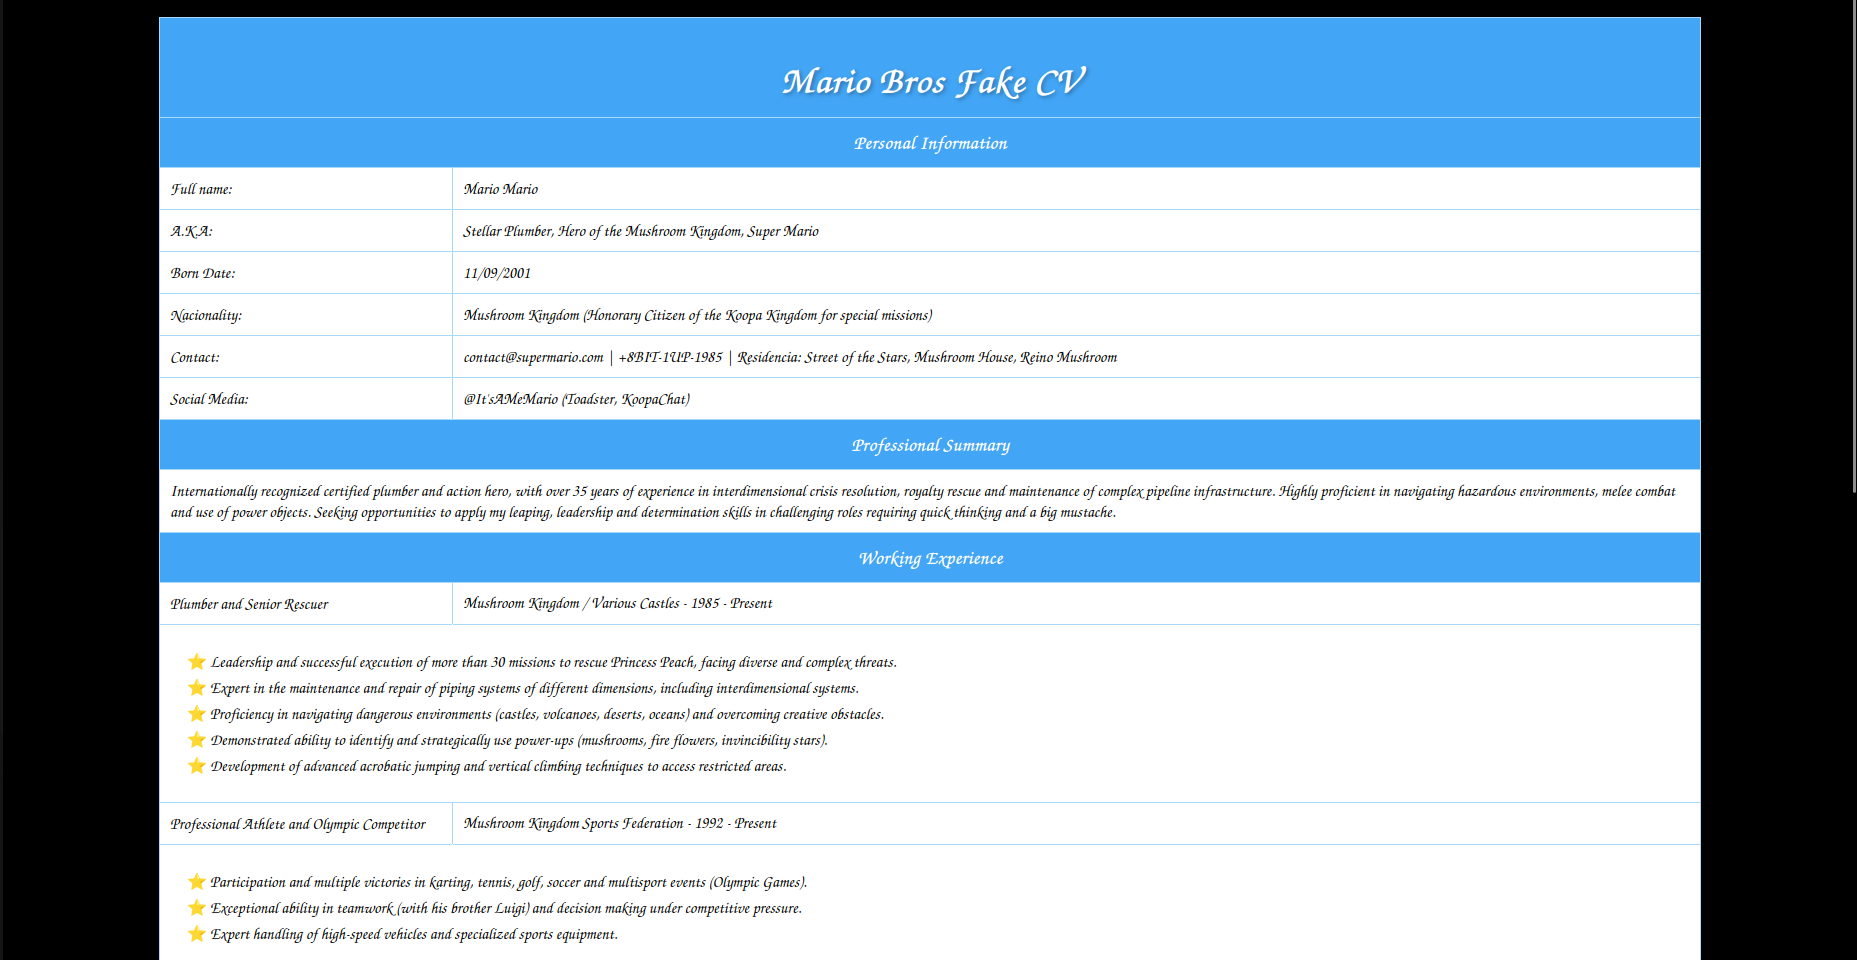 Mario Bros Fake CV
Personal Information
Full name: Mario Mario
A.K.A: Stellar Plumber, Hero of the Mushroom Kingdom, Super Mario
Born Date: 11/09/2001
Nacionality: Mushroom Kingdom (Honorary Citizen of the Koopa Kingdom for special missions)
Contact: contact@supermario.com | +8BIT-1UP-1985 | Residencia: Street of the Stars, Mushroom House, Reino Mushroom
Social Media: @It'sAMeMario (Toadster, KoopaChat)
Professional Summary
Internationally recognized certified plumber and action hero, with over 35 years of experience in interdimensional crisis resolution, royalty rescue and maintenance of complex pipeline infrastructure. Highly proficient in navigating hazardous environments, melee combat
and use of power objects. Seeking opportunities to apply my leaping, leadership and determination skills in challenging roles requiring quick thinking and a big mustache.
Working Experience
Plumber and Senior Rescuer Mushroom Kingdom / Various Castles - 1985 - Present
⭐ Leadership and successful execution of more than 30 missions to rescue Princess Peach, facing diverse and complex threats.
⭐ Expert in the maintenance and repair of piping systems of different dimensions, including interdimensional systems.
⭐ Proficiency in navigating dangerous environments (castles, volcanoes, deserts, oceans) and overcoming creative obstacles.
⭐ Demonstrated ability to identify and strategically use power-ups (mushrooms, fire flowers, invincibility stars).
⭐ Development of advanced acrobatic jumping and vertical climbing techniques to access restricted areas.
Professional Athlete and Olympic Competitor Mushroom Kingdom Sports Federation - 1992 - Present
⭐ Participation and multiple victories in karting, tennis, golf, soccer and multisport events (Olympic Games).
⭐ Exceptional ability in teamwork (with his brother Luigi) and decision making under competitive pressure.
⭐ Expert handling of high-speed vehicles and specialized sports equipment.